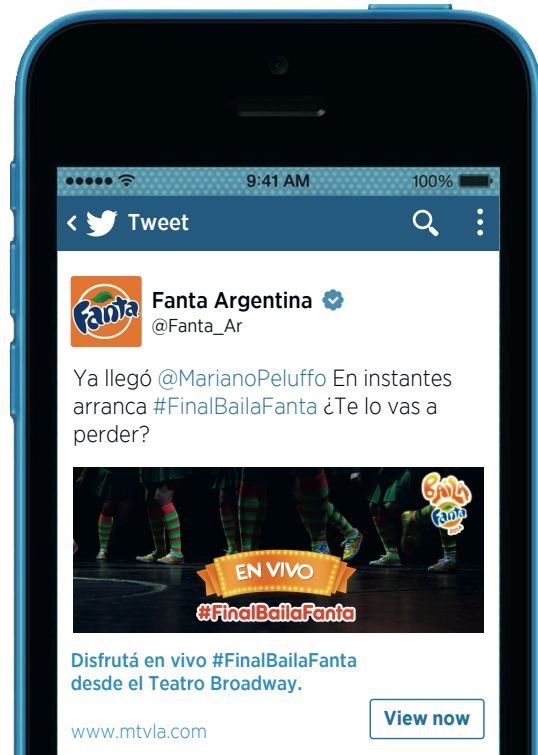 9:41 AM
100%
Tweet
Fanta
Fanta Argentina
@Fanta_Ar
Ya llegó @MarianoPeluffo En instantes
arranca #FinalBailaFanta ¿Te lo vas a
perder?
BAILA
Fanta
2014
EN VIVO
#FinalBailaFanta
Disfrutá en vivo #FinalBailaFanta
desde el Teatro Broadway.
www.mtvla.com
View now